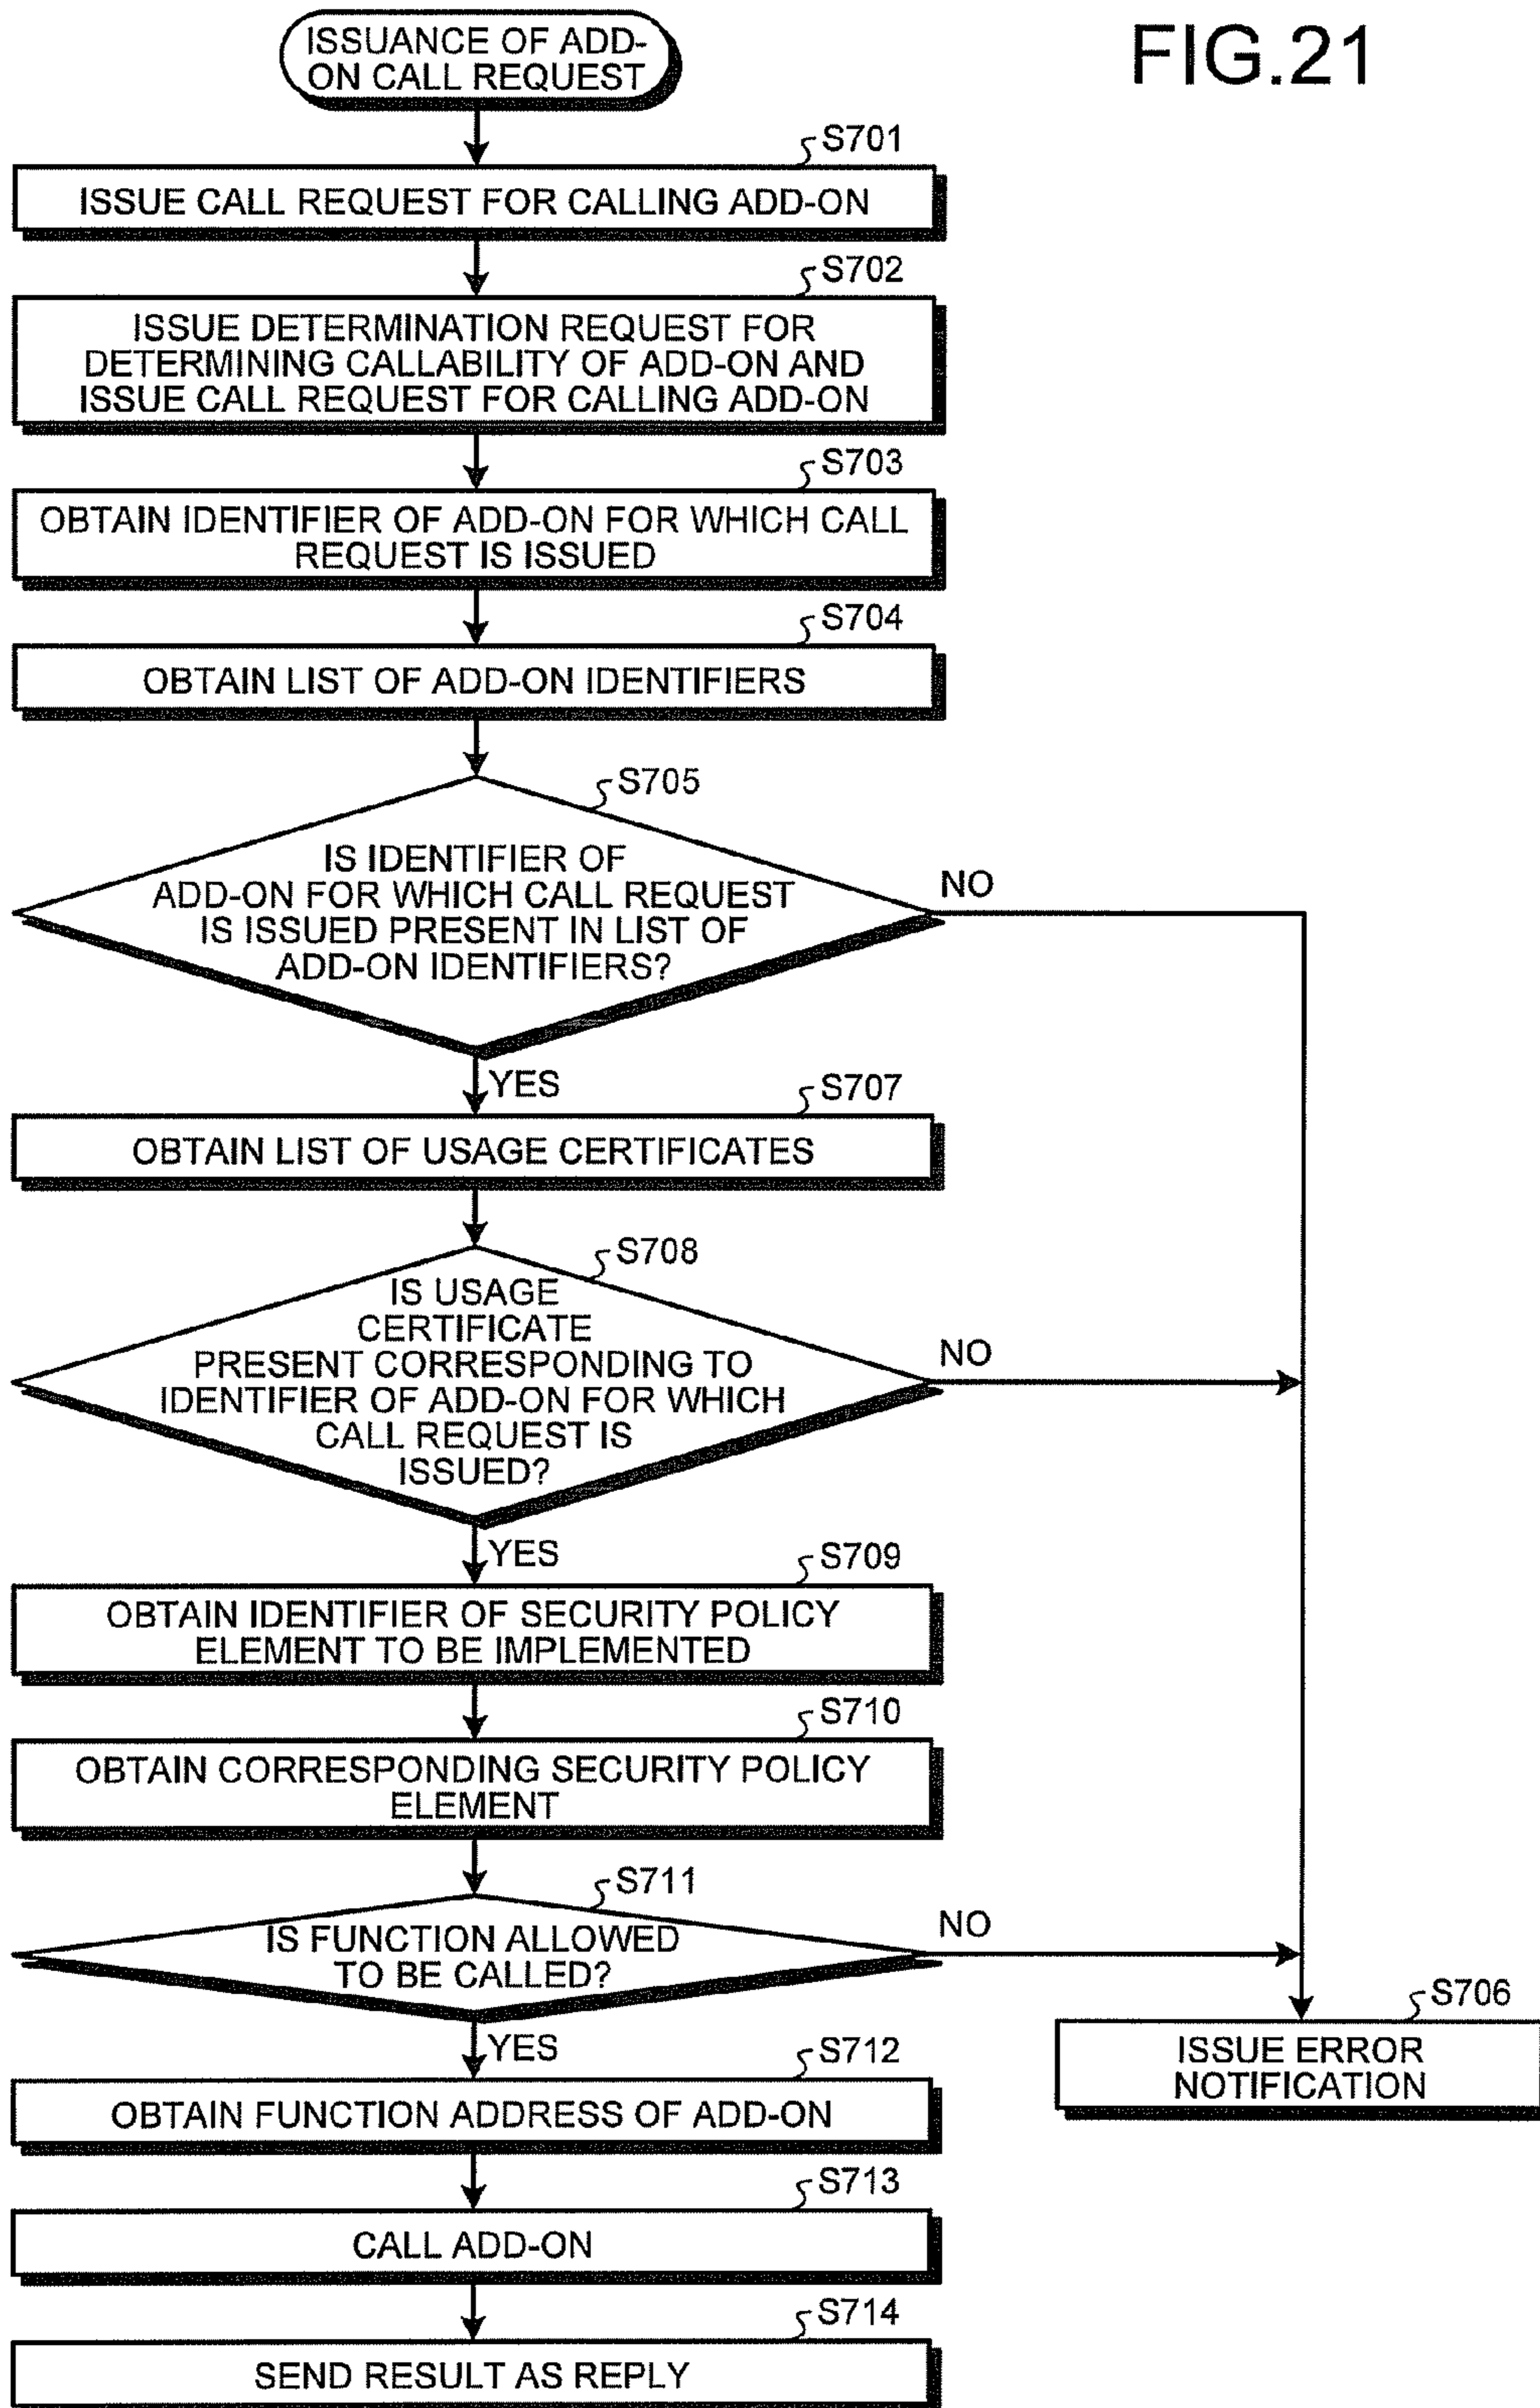 FIG.21
ISSUANCE OF ADD-
ON CALL REQUEST
S701
ISSUE CALL REQUEST FOR CALLING ADD-ON
S702
ISSUE DETERMINATION REQUEST FOR
DETERMINING CALLABILITY OF ADD-ON AND
ISSUE CALL REQUEST FOR CALLING ADD-ON
S703
OBTAIN IDENTIFIER OF ADD-ON FOR WHICH CALL
REQUEST IS ISSUED
S704
OBTAIN LIST OF ADD-ON IDENTIFIERS
S705
IS IDENTIFIER OF
ADD-ON FOR WHICH CALL REQUEST
IS ISSUED PRESENT IN LIST OF
ADD-ON IDENTIFIERS?
NO
YES
S707
OBTAIN LIST OF USAGE CERTIFICATES
S708
IS USAGE
CERTIFICATE
PRESENT CORRESPONDING TO
IDENTIFIER OF ADD-ON FOR WHICH
CALL REQUEST IS
ISSUED?
NO
YES
S709
OBTAIN IDENTIFIER OF SECURITY POLICY
ELEMENT TO BE IMPLEMENTED
S710
OBTAIN CORRESPONDING SECURITY POLICY
ELEMENT
S711
IS FUNCTION ALLOWED
TO BE CALLED?
NO
YES
S706
ISSUE ERROR
NOTIFICATION
S712
OBTAIN FUNCTION ADDRESS OF ADD-ON
S713
CALL ADD-ON
S714
SEND RESULT AS REPLY